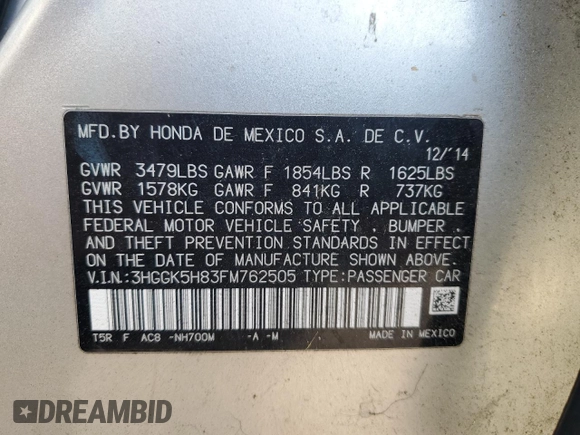 MFD.BY HONDA DE MEXICO S.A. DE C.V.
12/'14
GVWR 3479LBS GAWR F 1854LBS R 1625LBS
GVWR 1578KG GAWR F 841KG R 737KG
THIS VEHICLE CONFORMS TO ALL APPLICABLE
FEDERAL MOTOR VEHICLE SAFETY , BUMPER ,
AND THEFT PREVENTION STANDARDS IN EFFECT
ON THE DATE OF MANUFACTURE SHOWN ABOVE.
V.I.N:3HGGK5H83FM762505 TYPE:PASSENGER CAR
T5R F AC8 -NH700M -A -M MADE IN MEXICO
DREAMBID